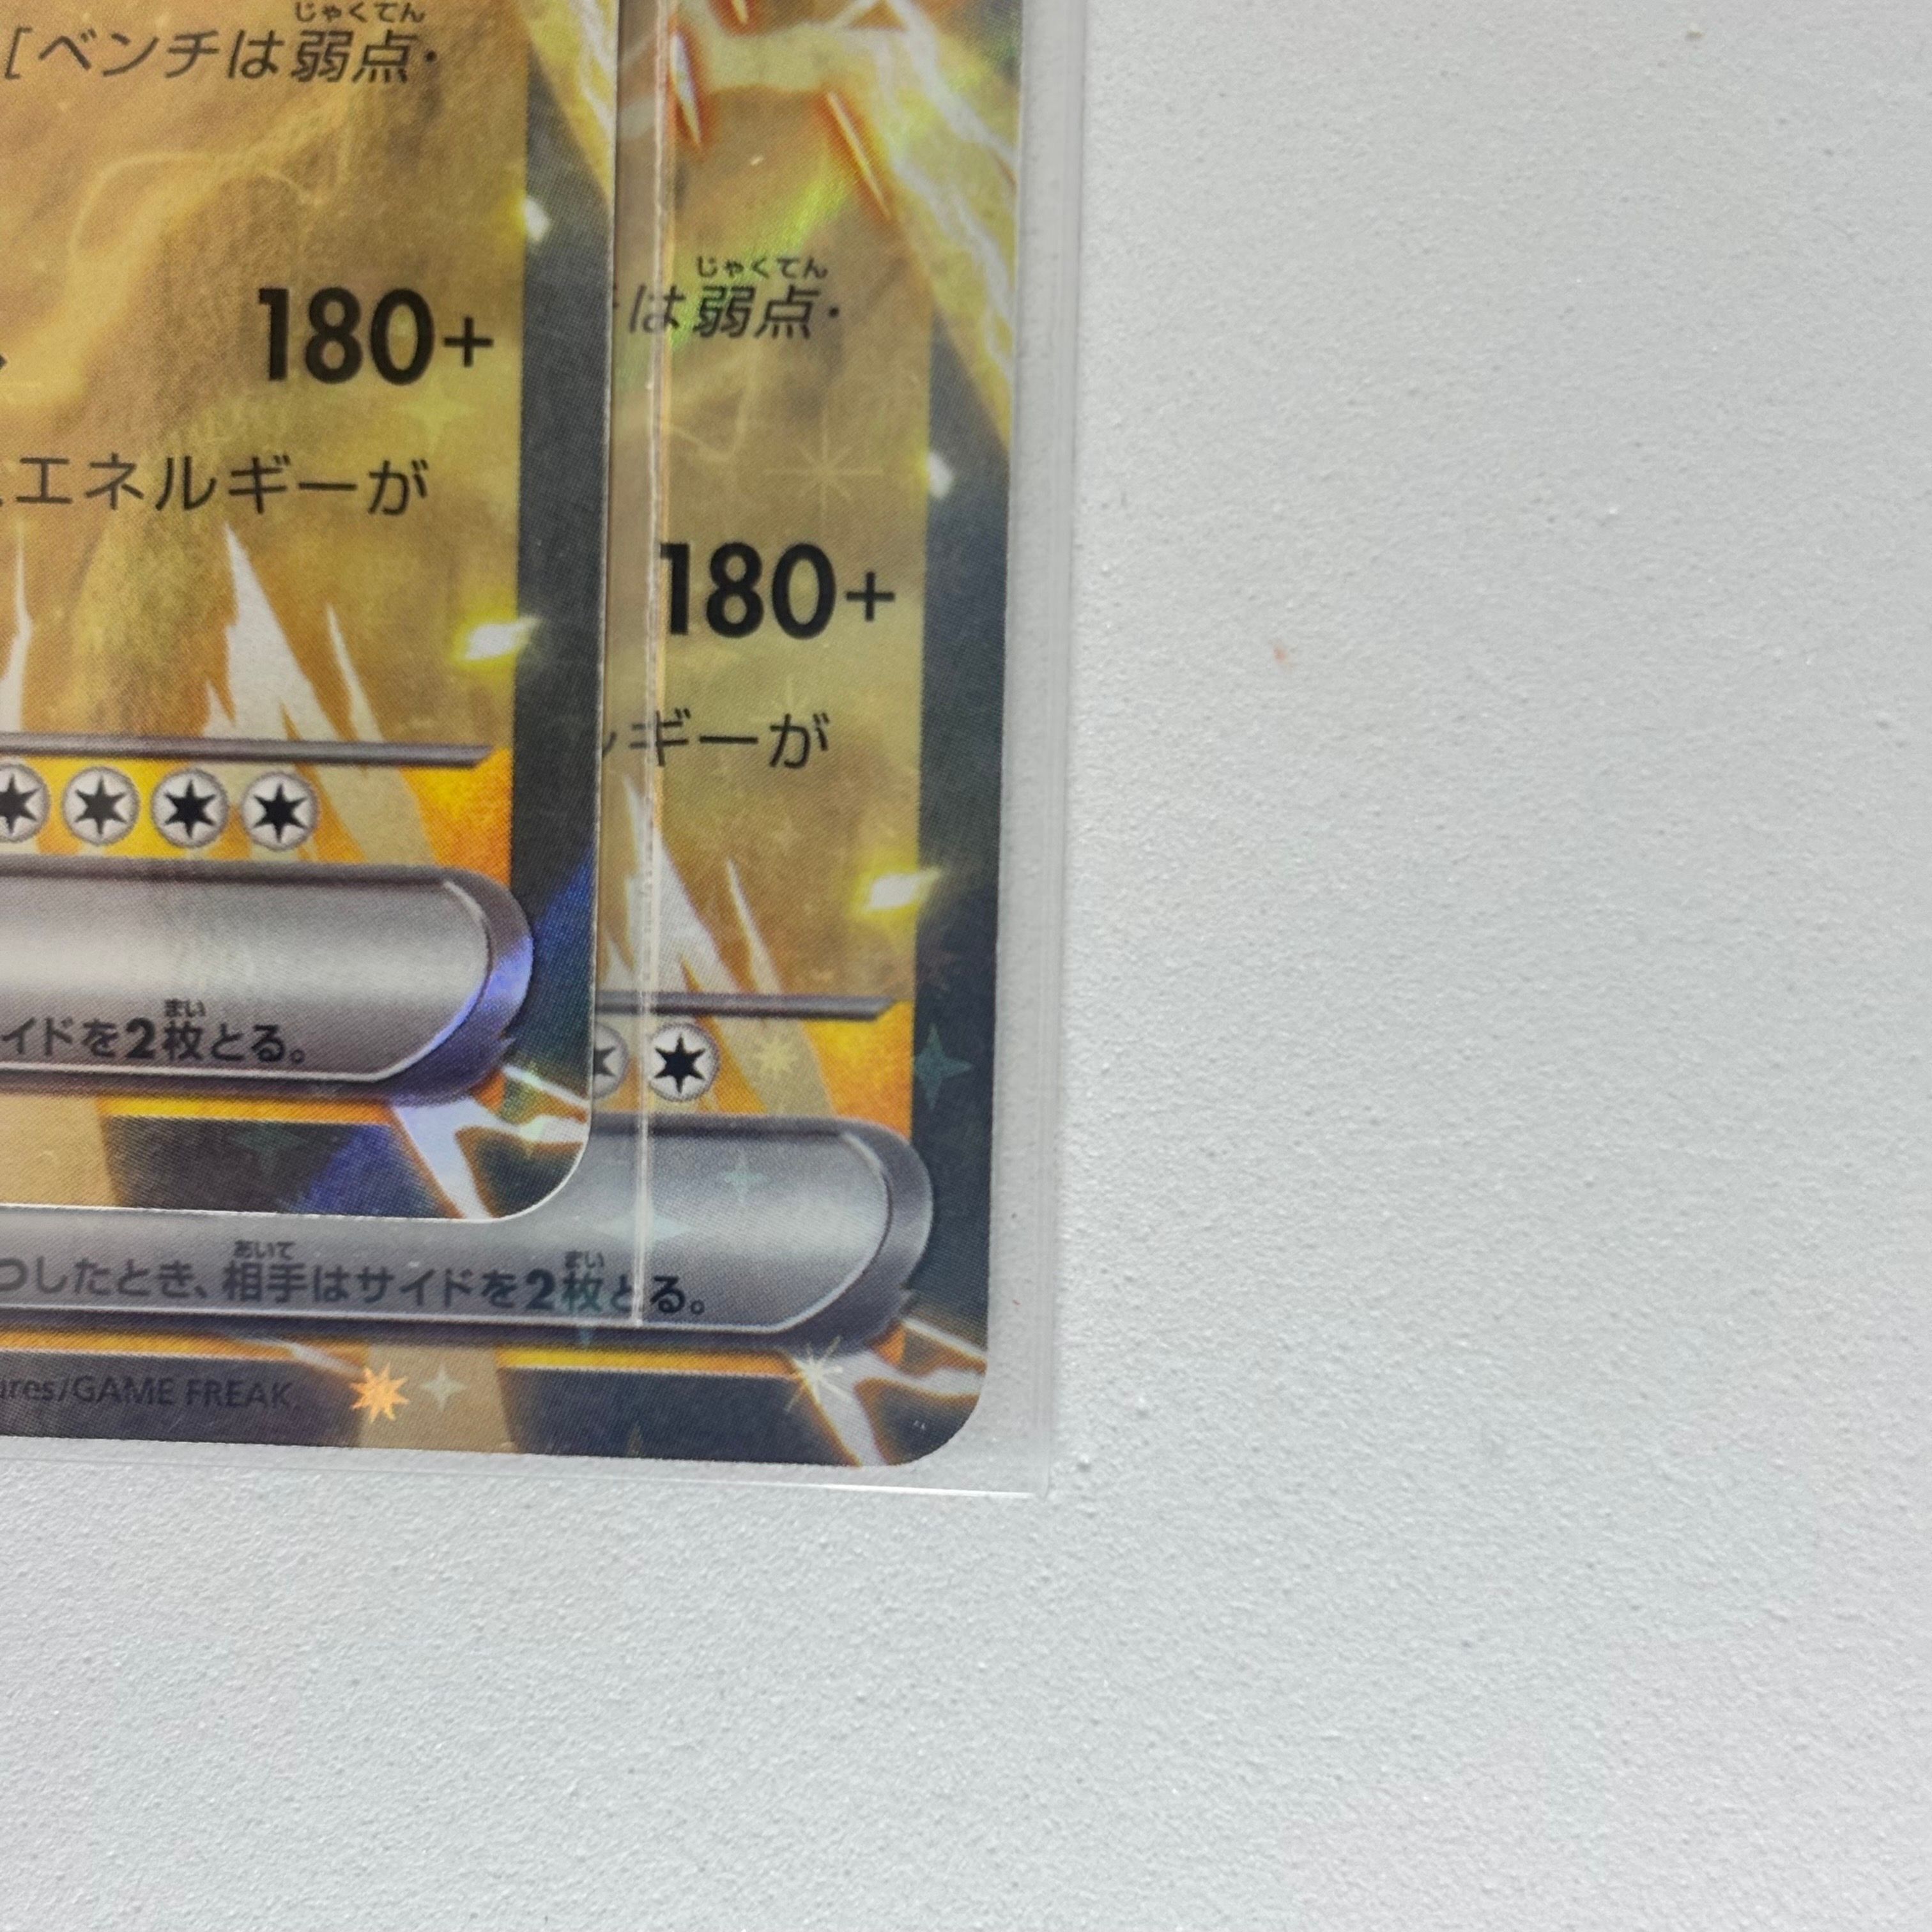 じゃくてん
[ベンチは弱点・
180+
エネルギーが
まい
イドを2枚とる。
じゃくてん
は弱点・
180+
ギーが
あいて まい
つしたとき、相手はサイドを2枚とる。
ures/GAME FREAK.